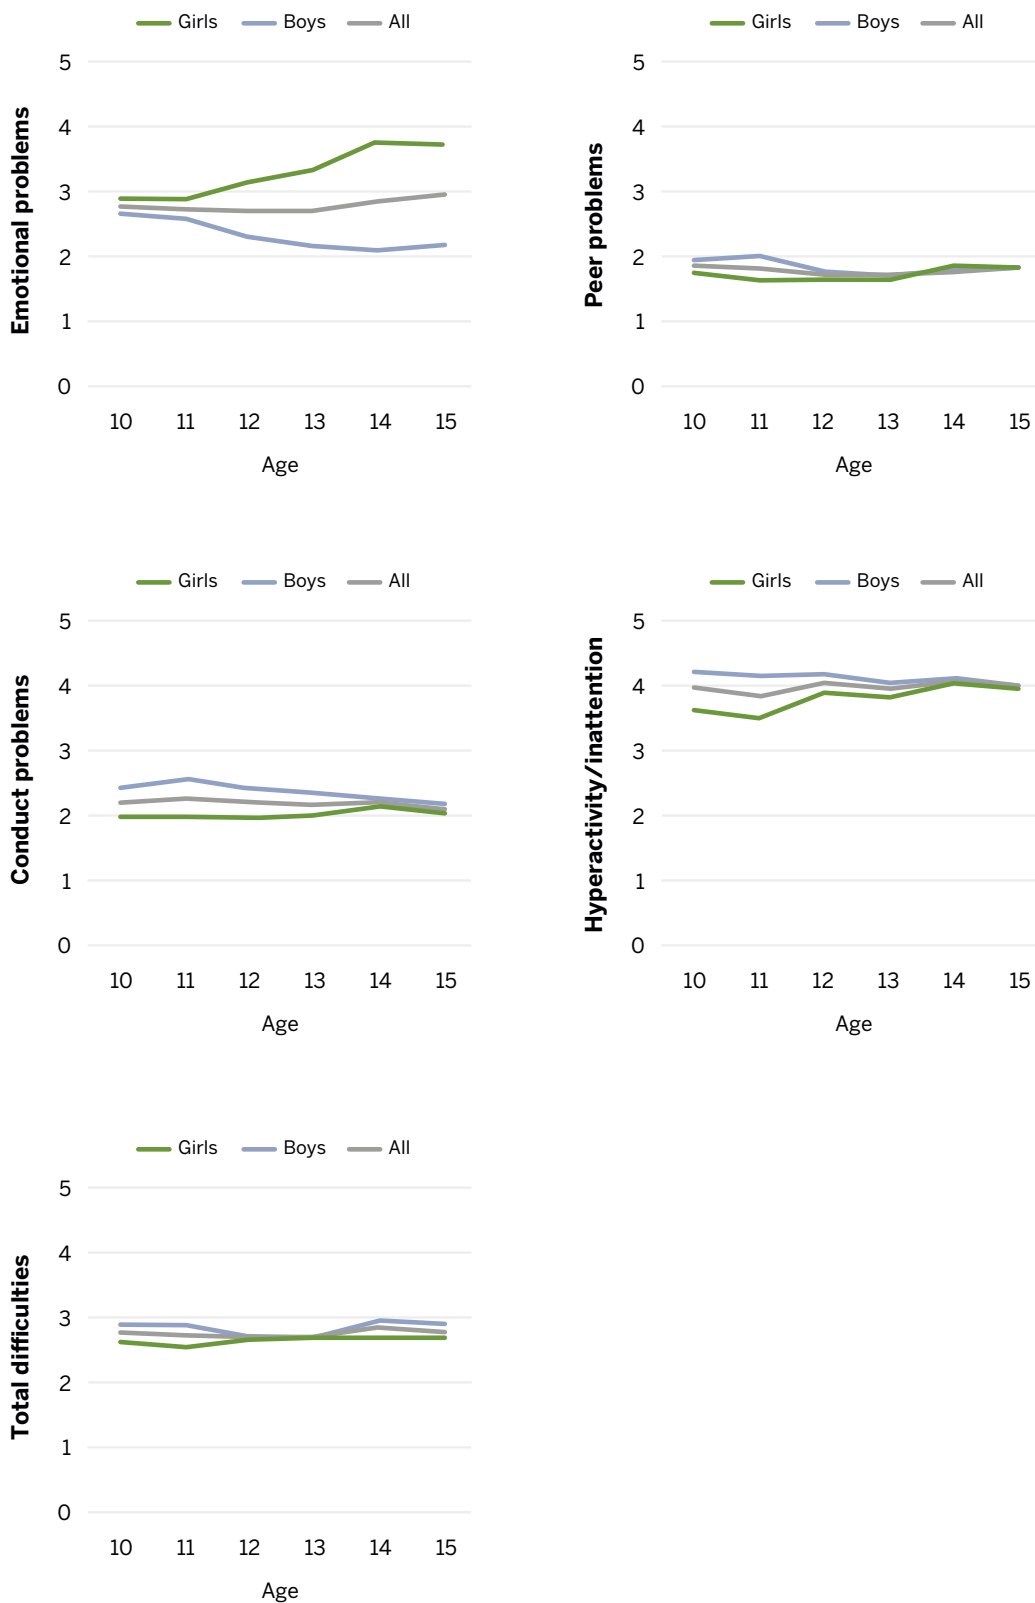 Girls Boys All
Emotional problems
5
4
3
2
1
0
10 11 12 13 14 15
Age
Girls Boys All
Peer problems
5
4
3
2
1
0
10 11 12 13 14 15
Age
Girls Boys All
Conduct problems
5
4
3
2
1
0
10 11 12 13 14 15
Age
Girls Boys All
Hyperactivity/inattention
5
4
3
2
1
0
10 11 12 13 14 15
Age
Girls Boys All
Total difficulties
5
4
3
2
1
0
10 11 12 13 14 15
Age